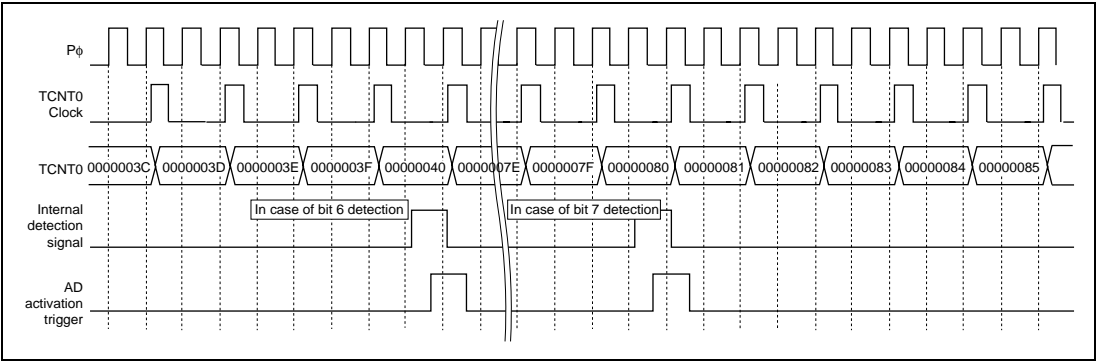 Pϕ
TCNT0
Clock
TCNT0 0000003C 0000003D 0000003E 0000003F 00000040 0000007E 0000007F 00000080 00000081 00000082 00000083 00000084 00000085
Internal
detection
signal
In case of bit 6 detection
In case of bit 7 detection
AD
activation
trigger